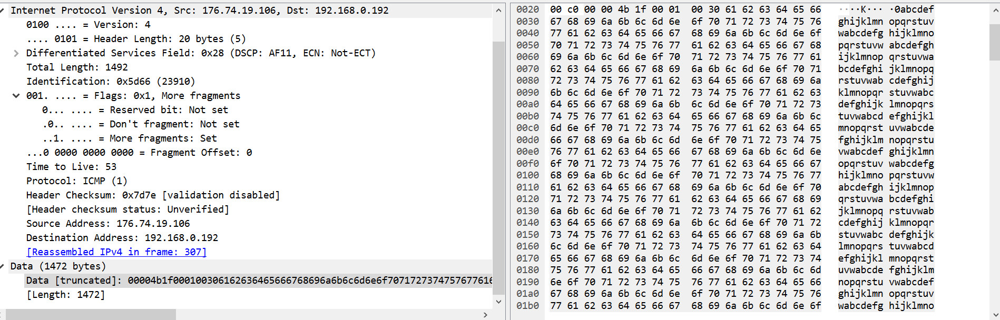 Internet Protocol Version 4, Src: 176.74.19.106, Dst: 192.168.0.192
0100 .... = Version: 4
.... 0101 = Header Length: 20 bytes (5)
Differentiated Services Field: 0x28 (DSCP: AF11, ECN: Not-ECT)
Total Length: 1492
Identification: 0x5d66 (23910)
001. .... = Flags: 0x1, More fragments
0... .... = Reserved bit: Not set
.0.. .... = Don't fragment: Not set
..1. .... = More fragments: Set
...0 0000 0000 0000 = Fragment Offset: 0
Time to Live: 53
Protocol: ICMP (1)
Header Checksum: 0x7d7e [validation disabled]
[Header checksum status: Unverified]
Source Address: 176.74.19.106
Destination Address: 192.168.0.192
[Reassembled IPv4 in frame: 307]
Data (1472 bytes)
Data [truncated]: 00004b1f000100306162636465666768696a6b6c6d6e6f7071727374757677616
[Length: 1472]
0020 00 c0 00 00 4b 1f 00 01 00 30 61 62 63 64 65 66 ····K··· ·0abcdef
0030 67 68 69 6a 6b 6c 6d 6e 6f 70 71 72 73 74 75 76 ghijklmn opqrstuv
0040 77 61 62 63 64 65 66 67 68 69 6a 6b 6c 6d 6e 6f wabcdefg hijklmno
0050 70 71 72 73 74 75 76 77 61 62 63 64 65 66 67 68 pqrstuvw abcdefgh
0060 69 6a 6b 6c 6d 6e 6f 70 71 72 73 74 75 76 77 61 ijklmnop qrstuvwa
0070 62 63 64 65 66 67 68 69 6a 6b 6c 6d 6e 6f 70 71 bcdefghi jklmnopq
0080 72 73 74 75 76 77 61 62 63 64 65 66 67 68 69 6a rstuvwab cdefghij
0090 6b 6c 6d 6e 6f 70 71 72 73 74 75 76 77 61 62 63 klmnopqr stuvwabc
00a0 64 65 66 67 68 69 6a 6b 6c 6d 6e 6f 70 71 72 73 defghijk lmnopqrs
00b0 74 75 76 77 61 62 63 64 65 66 67 68 69 6a 6b 6c tuvwabcd efghijkl
00c0 6d 6e 6f 70 71 72 73 74 75 76 77 61 62 63 64 65 mnopqrst uvwabcde
00d0 66 67 68 69 6a 6b 6c 6d 6e 6f 70 71 72 73 74 75 fghijklm nopqrstu
00e0 76 77 61 62 63 64 65 66 67 68 69 6a 6b 6c 6d 6e vwabcdef ghijklmn
00f0 6f 70 71 72 73 74 75 76 77 61 62 63 64 65 66 67 opqrstuv wabcdefg
0100 68 69 6a 6b 6c 6d 6e 6f 70 71 72 73 74 75 76 77 hijklmno pqrstuvw
0110 61 62 63 64 65 66 67 68 69 6a 6b 6c 6d 6e 6f 70 abcdefgh ijklmnop
0120 71 72 73 74 75 76 77 61 62 63 64 65 66 67 68 69 qrstuvwa bcdefghi
0130 6a 6b 6c 6d 6e 6f 70 71 72 73 74 75 76 77 61 62 jklmnopq rstuvwab
0140 63 64 65 66 67 68 69 6a 6b 6c 6d 6e 6f 70 71 72 cdefghij klmnopqr
0150 73 74 75 76 77 61 62 63 64 65 66 67 68 69 6a 6b stuvwabc defghijk
0160 6c 6d 6e 6f 70 71 72 73 74 75 76 77 61 62 63 64 lmnopqrs tuvwabcd
0170 65 66 67 68 69 6a 6b 6c 6d 6e 6f 70 71 72 73 74 efghijkl mnopqrst
0180 75 76 77 61 62 63 64 65 66 67 68 69 6a 6b 6c 6d uvwabcde fghijklm
0190 6e 6f 70 71 72 73 74 75 76 77 61 62 63 64 65 66 nopqrstu vwabcdef
01a0 67 68 69 6a 6b 6c 6d 6e 6f 70 71 72 73 74 75 76 ghijklmn opqrstuv
01b0 77 61 62 63 64 65 66 67 68 69 6a 6b 6c 6d 6e 6f wabcdefg hijklmno